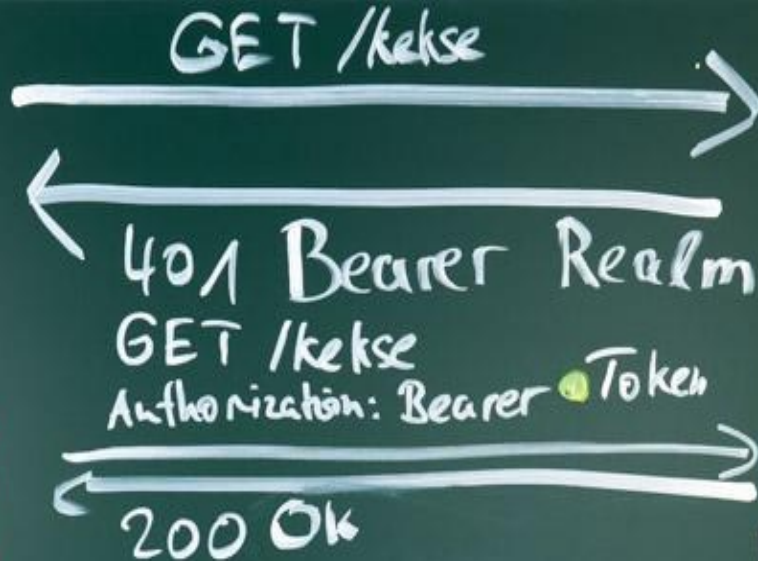 GET /kekse
401 Bearer Realm
GET /kekse
Authorization: Bearer Token
200 Ok